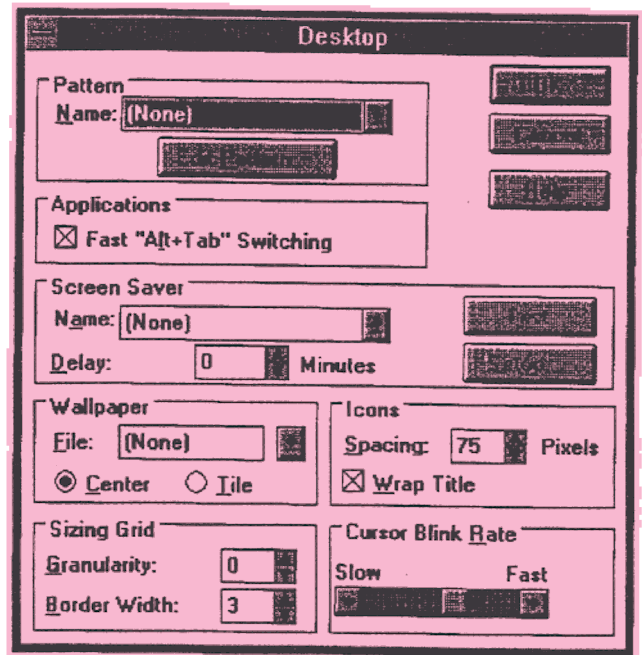 Desktop
Pattern
Name: (None)
Applications
Fast "Alt+Tab" Switching
Screen Saver
Name: (None)
Delay: 0 Minutes
Wallpaper
File: (None)
Center Tile
Icons
Spacing: 75 Pixels
Wrap Title
Sizing Grid
Granularity: 0
Border Width: 3
Cursor Blink Rate
Slow Fast